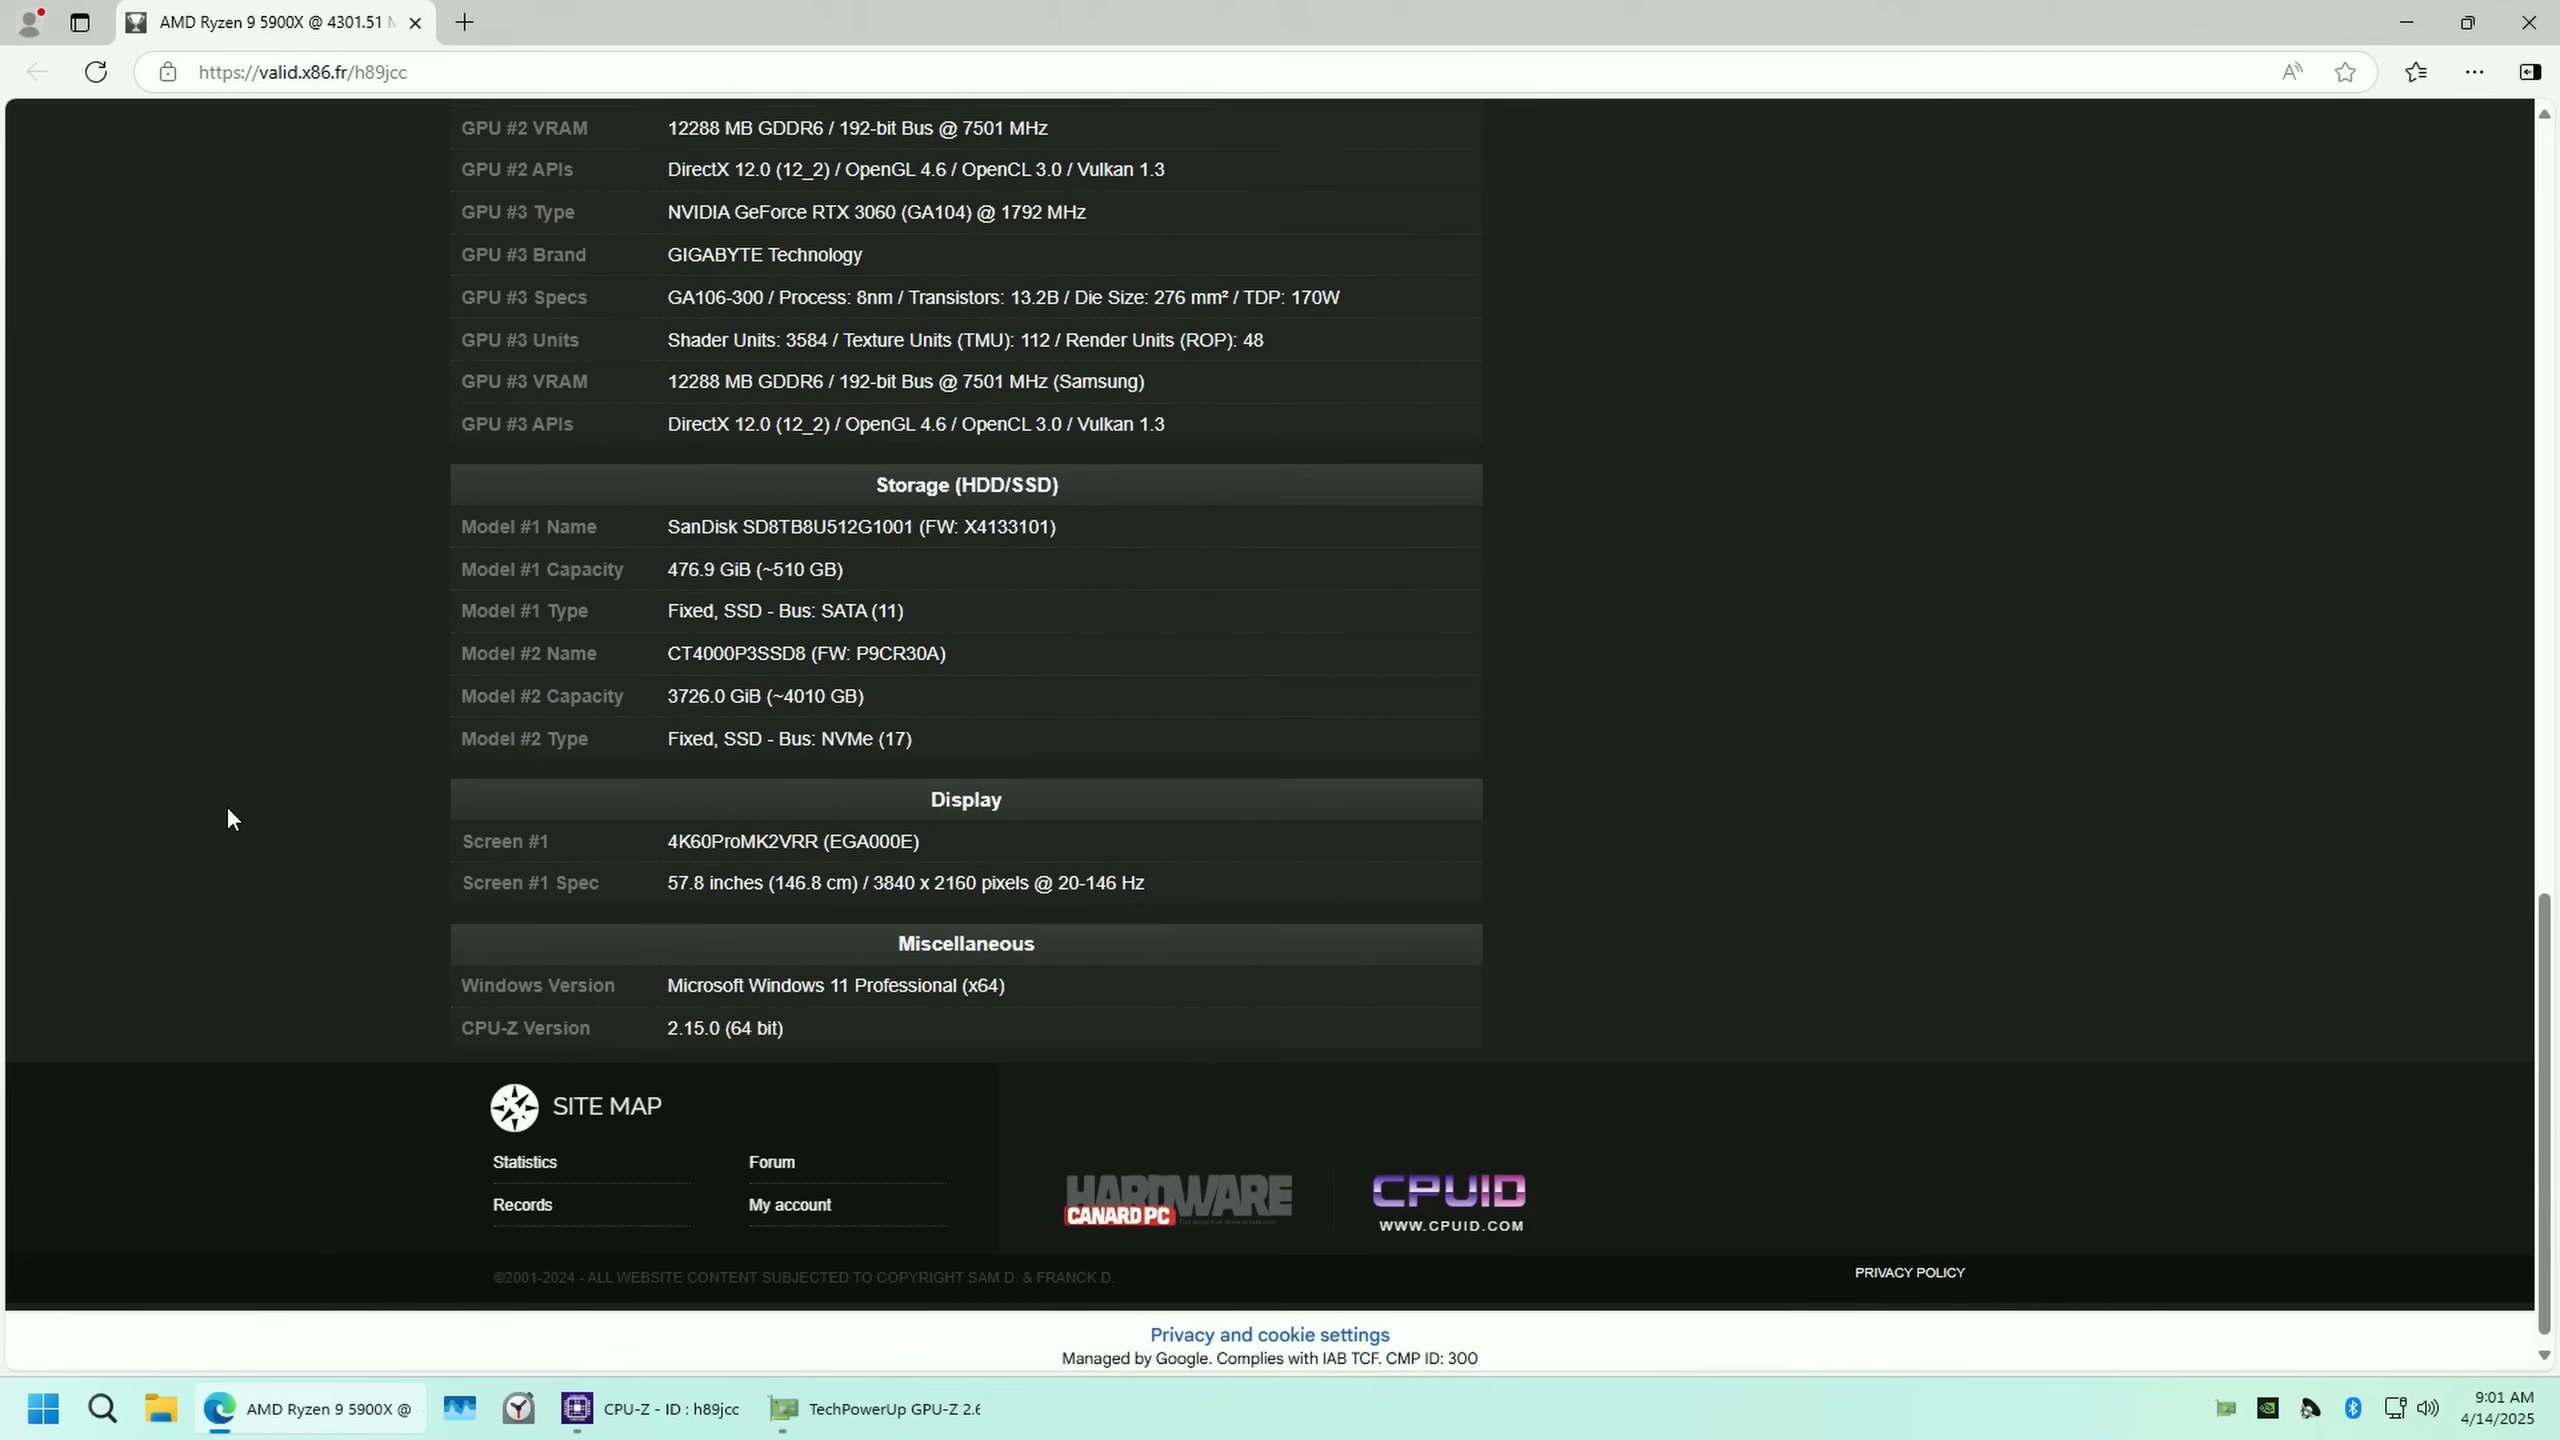 AMD Ryzen 9 5900X @ 4301.51
https://valid.x86.fr/h89jcc
GPU #2 VRAM 12288 MB GDDR6 / 192-bit Bus @ 7501 MHz
GPU #2 APIs DirectX 12.0 (12_2) / OpenGL 4.6 / OpenCL 3.0 / Vulkan 1.3
GPU #3 Type NVIDIA GeForce RTX 3060 (GA104) @ 1792 MHz
GPU #3 Brand GIGABYTE Technology
GPU #3 Specs GA106-300 / Process: 8nm / Transistors: 13.2B / Die Size: 276 mm² / TDP: 170W
GPU #3 Units Shader Units: 3584 / Texture Units (TMU): 112 / Render Units (ROP): 48
GPU #3 VRAM 12288 MB GDDR6 / 192-bit Bus @ 7501 MHz (Samsung)
GPU #3 APIs DirectX 12.0 (12_2) / OpenGL 4.6 / OpenCL 3.0 / Vulkan 1.3
Storage (HDD/SSD)
Model #1 Name SanDisk SD8TB8U512G1001 (FW: X4133101)
Model #1 Capacity 476.9 GiB (~510 GB)
Model #1 Type Fixed, SSD - Bus: SATA (11)
Model #2 Name CT4000P3SSD8 (FW: P9CR30A)
Model #2 Capacity 3726.0 GiB (~4010 GB)
Model #2 Type Fixed, SSD - Bus: NVMe (17)
Display
Screen #1 4K60ProMK2VRR (EGA000E)
Screen #1 Spec 57.8 inches (146.8 cm) / 3840 x 2160 pixels @ 20-146 Hz
Miscellaneous
Windows Version Microsoft Windows 11 Professional (x64)
CPU-Z Version 2.15.0 (64 bit)
SITE MAP
Statistics Forum
Records My account
HARDWARE
CANARD PC
CPUID
WWW.CPUID.COM
©2001-2024 - ALL WEBSITE CONTENT SUBJECTED TO COPYRIGHT SAM D. & FRANCK D.
PRIVACY POLICY
Privacy and cookie settings
Managed by Google. Complies with IAB TCF. CMP ID: 300
AMD Ryzen 9 5900X @
CPU-Z - ID : h89jcc
TechPowerUp GPU-Z 2.6
9:01 AM
4/14/2025